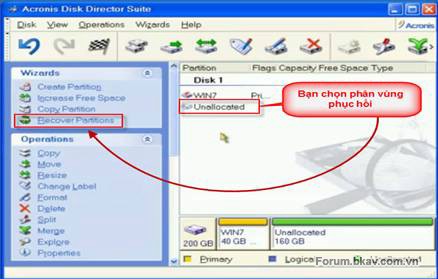 Acronis Disk Director Suite
Disk View Operations Wizards Help
Acronis
Wizards
Create Partition
Increase Free Space
Copy Partition
Recover Partitions
Operations
Copy
Move
Resize
Change Label
Format
Delete
Split
Merge
Explore
Properties
Partition Flags Capacity Free Space Type
Disk 1
WIN7 Pri...
Unallocated
Bạn chọn phân vùng
phục hồi
200 GB
WIN7
40 GB ...
Unallocated
160 GB
Primary
Logical
Forum.bkav.com.vn